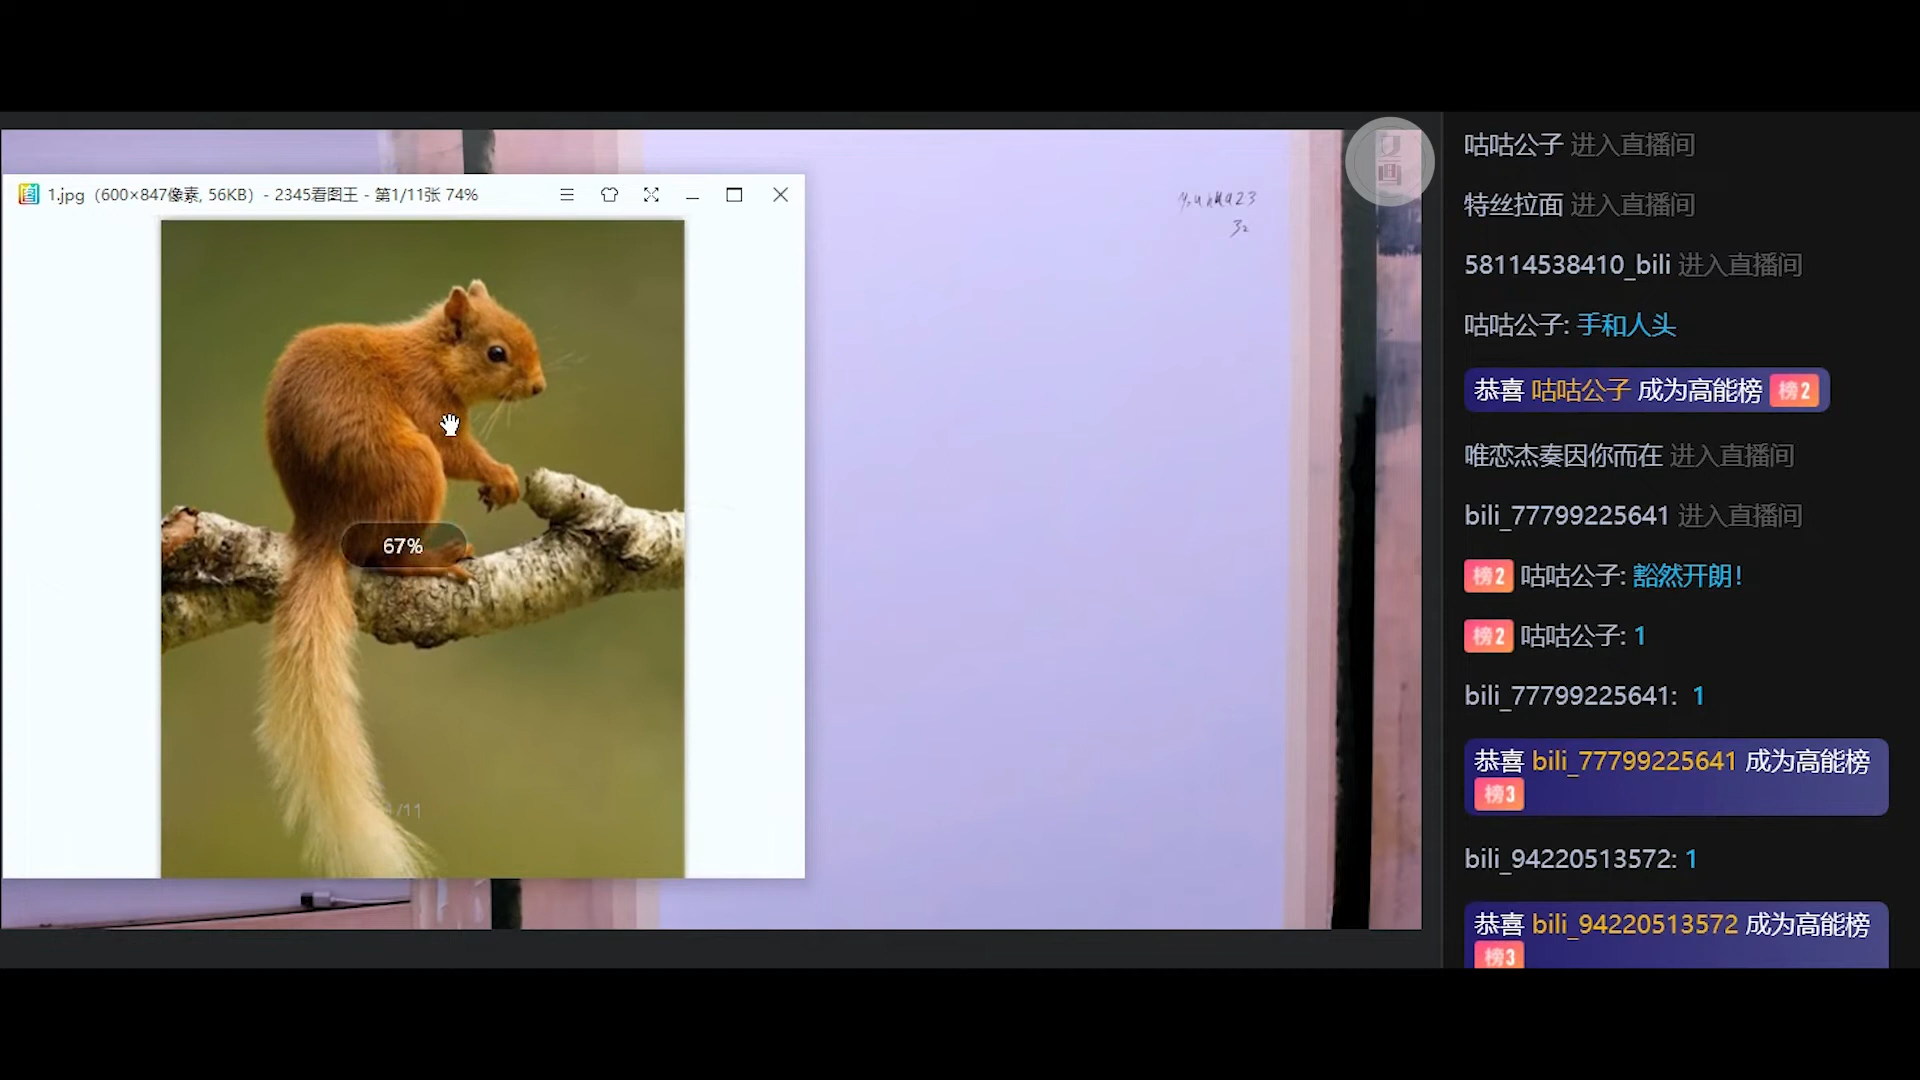 1.jpg（600×847像素, 56KB）- 2345看图王 - 第1/11张 74%
67%
/11
32
咕咕公子 进入直播间
特丝拉面 进入直播间
58114538410_bili 进入直播间
咕咕公子: 手和人头
恭喜 咕咕公子 成为高能榜 榜2
唯恋杰奏因你而在 进入直播间
bili_77799225641 进入直播间
榜2 咕咕公子: 豁然开朗！
榜2 咕咕公子: 1
bili_77799225641: 1
恭喜 bili_77799225641 成为高能榜
榜3
bili_94220513572: 1
恭喜 bili_94220513572 成为高能榜
榜3